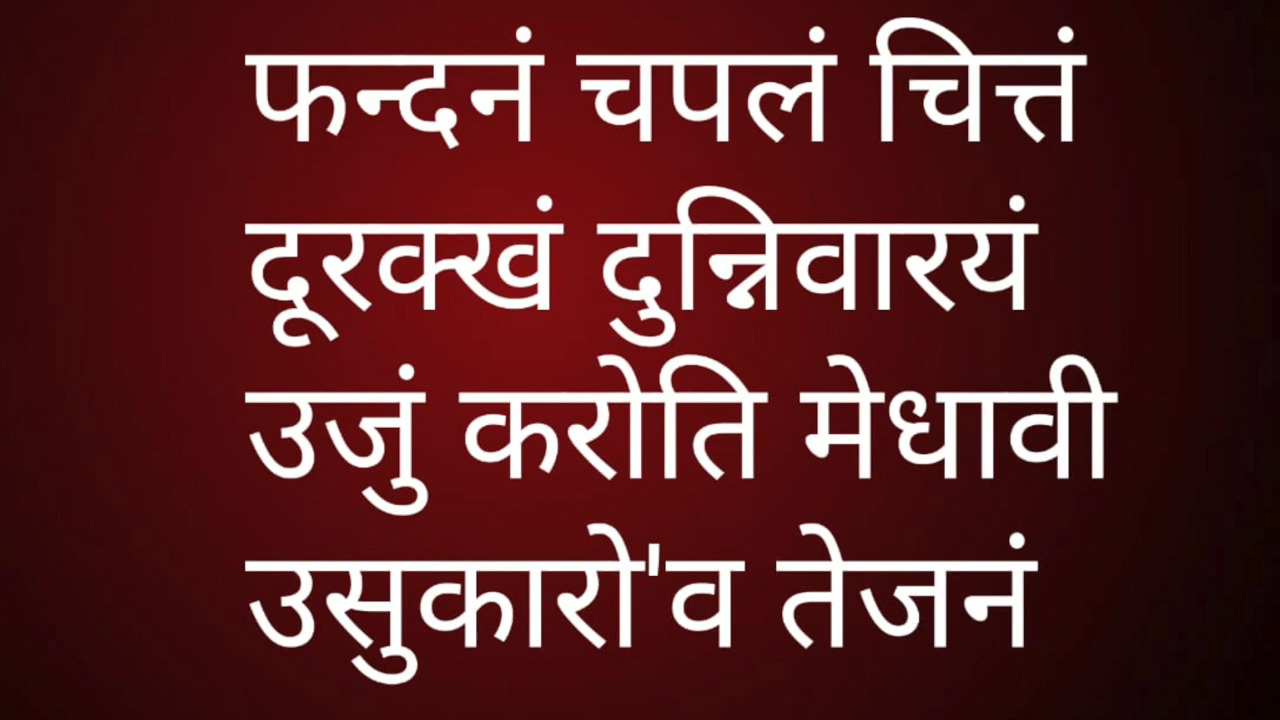 फन्दनं चपलं चित्तं
दूरक्खं दुन्निवारयं
उजुं करोति मेधावी
उसुकारो'व तेजनं